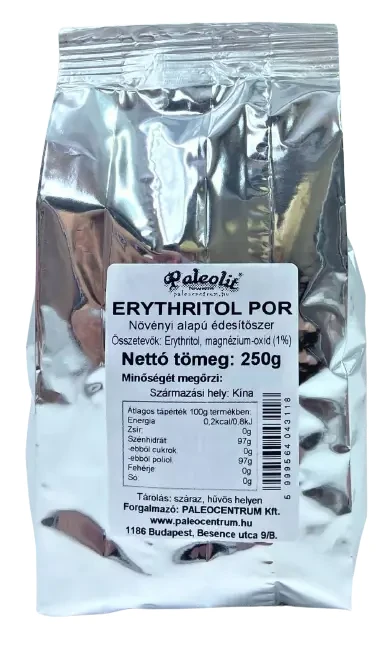 Paleolit®
paleocentrum.hu
ERYTHRITOL POR
Növényi alapú édesítőszer
Összetevők: Erythritol, magnézium-oxid (1%)
Nettó tömeg: 250g
Minőségét megőrzi:
Származási hely: Kína
Átlagos tápérték 100g termékben:
Energia 0,2kcal/0,8kJ
Zsír: 0g
Szénhidrát 97g
-ebből cukrok 0g
-ebből poliol 97g
Fehérje 0g
Só 0g
5 999564 043118
Tárolás: száraz, hűvös helyen
Forgalmazó: PALEOCENTRUM Kft.
www.paleocentrum.hu
1186 Budapest, Besence utca 9/B.